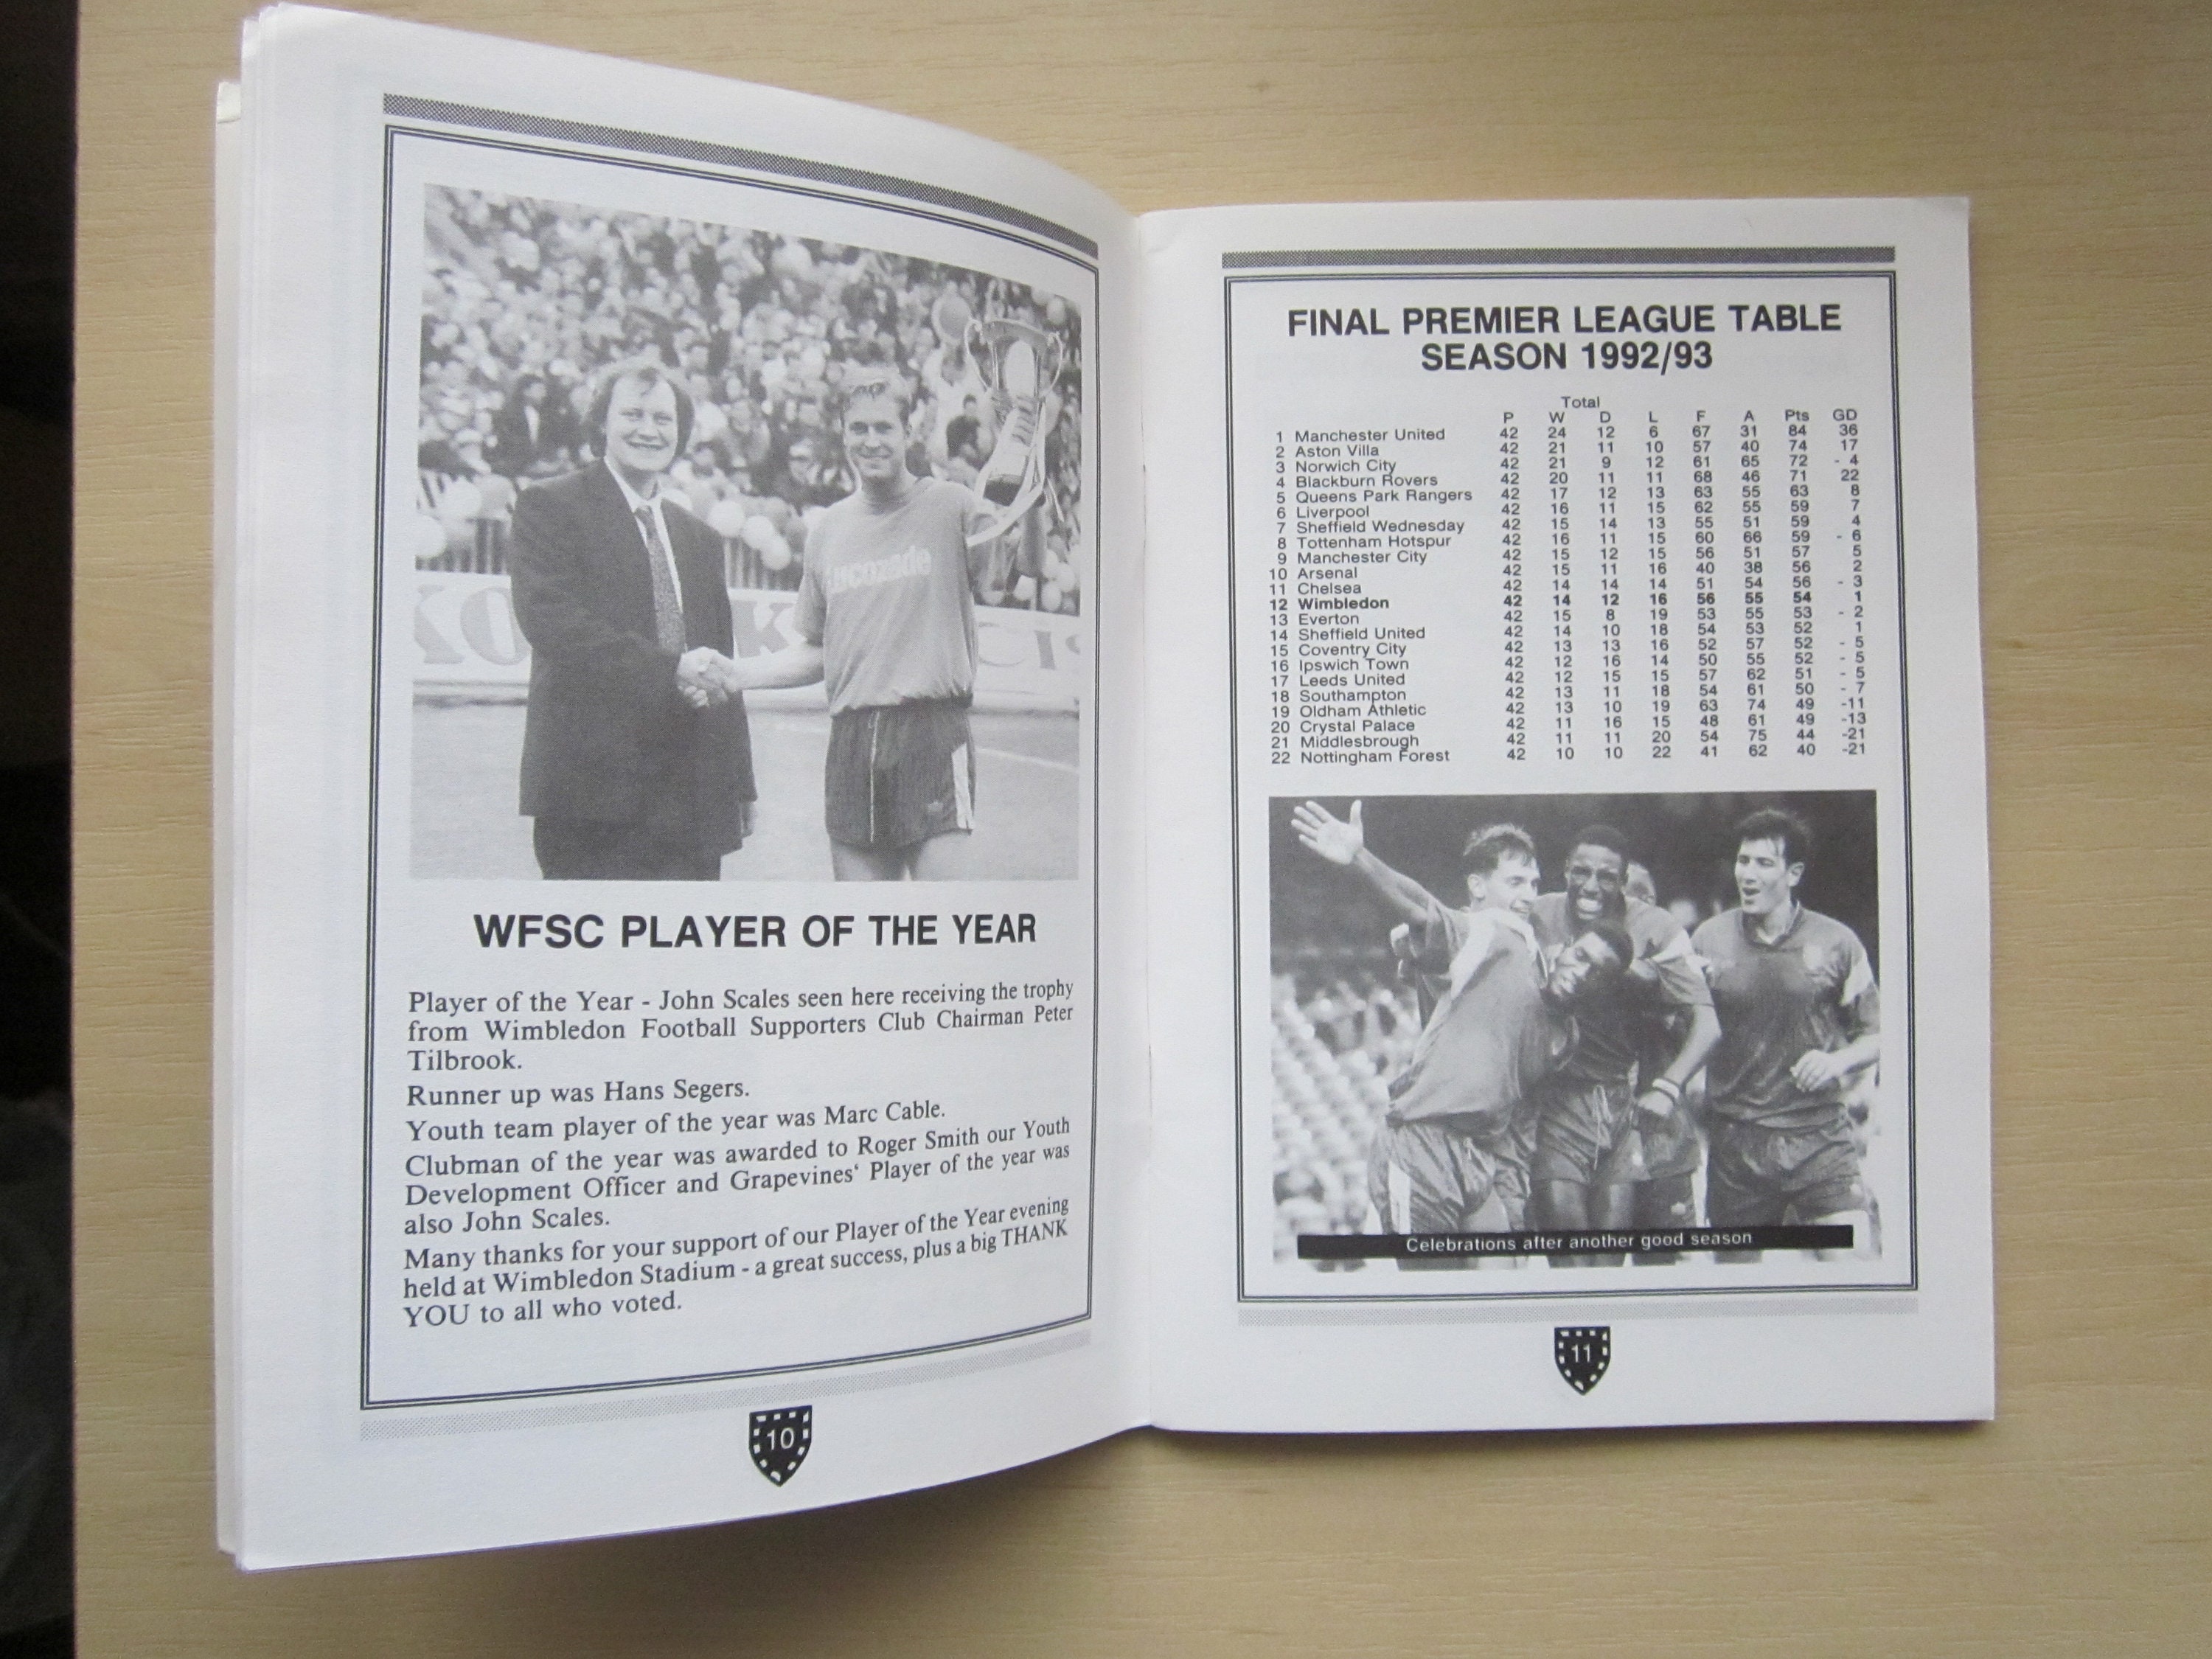 Lucozade
WFSC PLAYER OF THE YEAR
Player of the Year - John Scales seen here receiving the trophy
from Wimbledon Football Supporters Club Chairman Peter
Tilbrook.
Runner up was Hans Segers.
Youth team player of the year was Marc Cable.
Clubman of the year was awarded to Roger Smith our Youth
Development Officer and Grapevines‘ Player of the year was
also John Scales.
Many thanks for your support of our Player of the Year evening
held at Wimbledon Stadium - a great success, plus a big THANK
YOU to all who voted.
10
FINAL PREMIER LEAGUE TABLE
SEASON 1992/93
Total
P W D L F A Pts GD
1 Manchester United 42 24 12 6 67 31 84 36
2 Aston Villa 42 21 11 10 57 40 74 17
3 Norwich City 42 21 9 12 61 65 72 - 4
4 Blackburn Rovers 42 20 11 11 68 46 71 22
5 Queens Park Rangers 42 17 12 13 63 55 63 8
6 Liverpool 42 16 11 15 62 55 59 7
7 Sheffield Wednesday 42 15 14 13 55 51 59 4
8 Tottenham Hotspur 42 16 11 15 60 66 59 - 6
9 Manchester City 42 15 12 15 56 51 57 5
10 Arsenal 42 15 11 16 40 38 56 2
11 Chelsea 42 14 14 14 51 54 56 - 3
12 Wimbledon 42 14 12 16 56 55 54 1
13 Everton 42 15 8 19 53 55 53 - 2
14 Sheffield United 42 14 10 18 54 53 52 1
15 Coventry City 42 13 13 16 52 57 52 - 5
16 Ipswich Town 42 12 16 14 50 55 52 - 5
17 Leeds United 42 12 15 15 57 62 51 - 5
18 Southampton 42 13 11 18 54 61 50 - 7
19 Oldham Athletic 42 13 10 19 63 74 49 -11
20 Crystal Palace 42 11 16 15 48 61 49 -13
21 Middlesbrough 42 11 11 20 54 75 44 -21
22 Nottingham Forest 42 10 10 22 41 62 40 -21
Celebrations after another good season
11